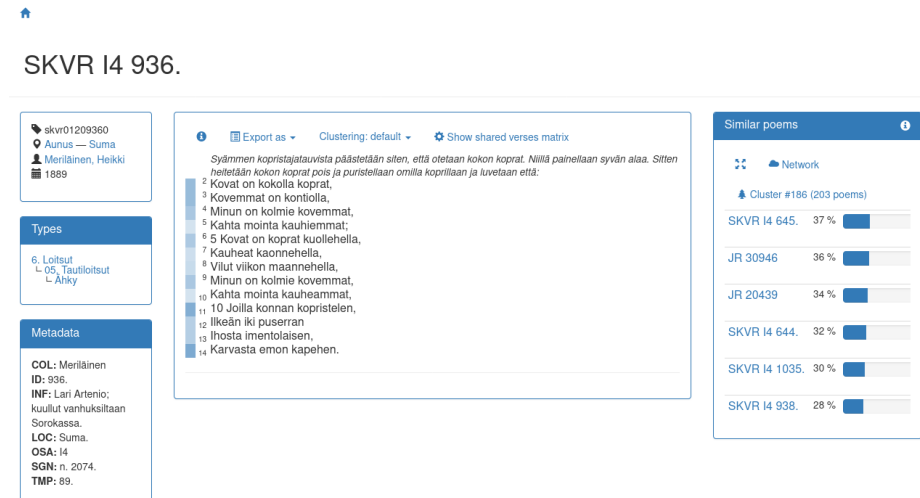 SKVR I4 936.
skvr01209360
Aunus — Suma
Meriläinen, Heikki
1889
Types
6. Loitsut
05. Tautiloitsut
Ähky
Metadata
COL: Meriläinen
ID: 936.
INF: Lari Artenio;
kuullut vanhuksiltaan
Sorokassa.
LOC: Suma.
OSA: I4
SGN: n. 2074.
TMP: 89.
Export as
Clustering: default
Show shared verses matrix
Syämmen kopristajatauvista päästetään siten, että otetaan kokon koprat. Niillä painellaan syvän alaa. Sitten
heitetään kokon koprat pois ja puristellaan omilla koprillaan ja luvetaan että:
2 Kovat on kokolla koprat,
3 Kovemmat on kontiolla,
4 Minun on kolmie kovemmat,
5 Kahta mointa kauhiemmat;
6 5 Kovat on koprat kuollehella,
7 Kauheat kaonnehella,
8 Vilut viikon maannehella,
9 Minun on kolmie kovemmat,
10 Kahta mointa kauheammat,
11 10 Joilla konnan kopristelen,
12 Ilkeän iki puserran
13 Ihosta imentolaisen,
14 Karvasta emon kapehen.
Similar poems
Network
Cluster #186 (203 poems)
SKVR I4 645. 37 %
JR 30946 36 %
JR 20439 34 %
SKVR I4 644. 32 %
SKVR I4 1035. 30 %
SKVR I4 938. 28 %